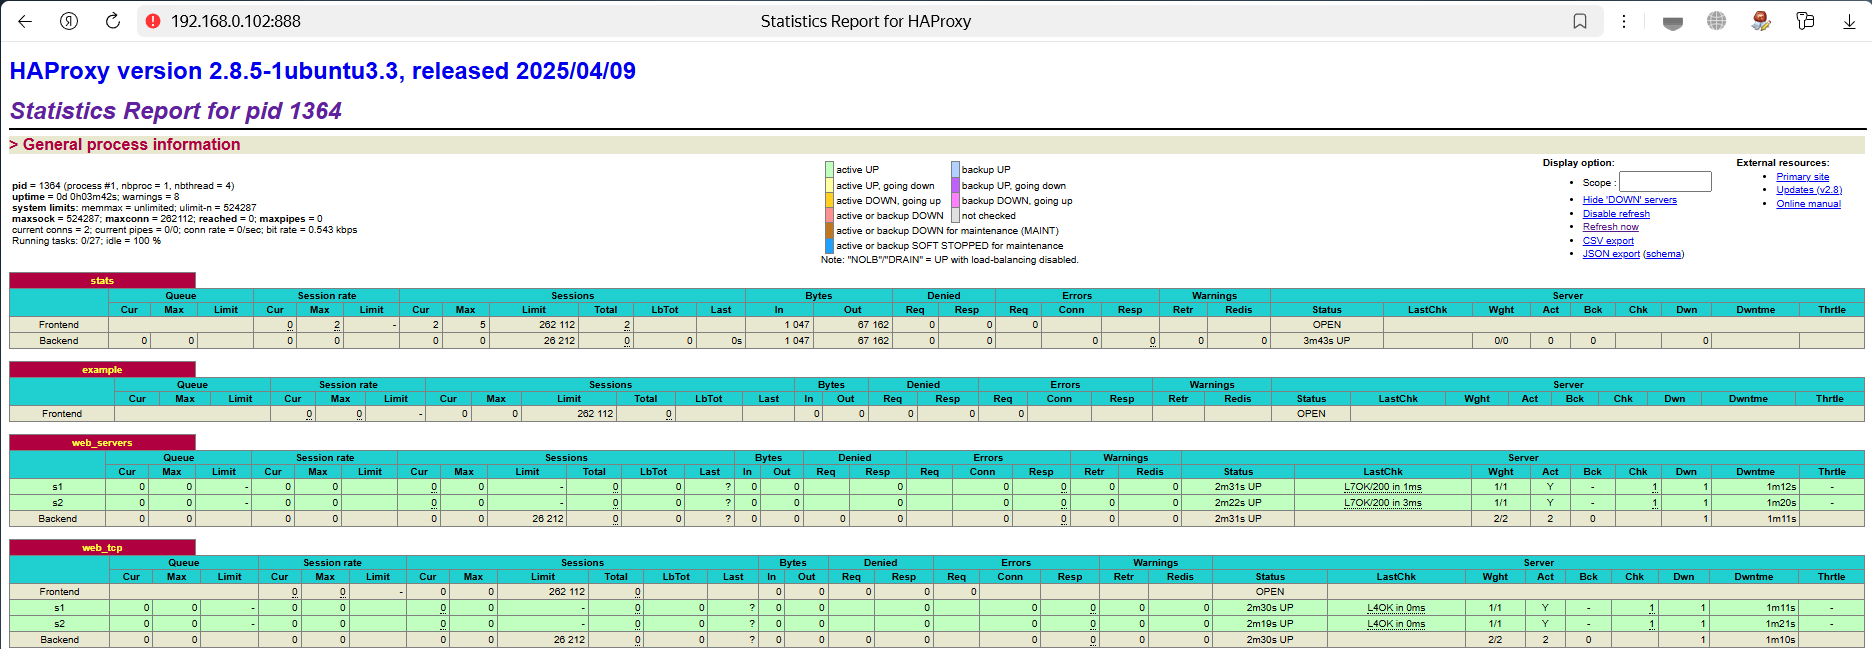 192.168.0.102:888 Statistics Report for HAProxy
HAProxy version 2.8.5-1ubuntu3.3, released 2025/04/09
Statistics Report for pid 1364
> General process information
pid = 1364 (process #1, nbproc = 1, nbthread = 4)
uptime = 0d 0h03m42s; warnings = 8
system limits: memmax = unlimited; ulimit-n = 524287
maxsock = 524287; maxconn = 262112; reached = 0; maxpipes = 0
current conns = 2; current pipes = 0/0; conn rate = 0/sec; bit rate = 0.543 kbps
Running tasks: 0/27; idle = 100 %
active UP backup UP
active UP, going down backup UP, going down
active DOWN, going up backup DOWN, going up
active or backup DOWN not checked
active or backup DOWN for maintenance (MAINT)
active or backup SOFT STOPPED for maintenance
Note: "NOLB"/"DRAIN" = UP with load-balancing disabled.
Display option:
Scope :
Hide 'DOWN' servers
Disable refresh
Refresh now
CSV export
JSON export (schema)
External resources:
Primary site
Updates (v2.8)
Online manual
stats
Queue Session rate Sessions Bytes Denied Errors Warnings Server
Cur Max Limit Cur Max Limit Cur Max Limit Total LbTot Last In Out Req Resp Req Conn Resp Retr Redis Status LastChk Wght Act Bck Chk Dwn Dwntme Thrtle
Frontend 0 2 - 2 5 262 112 2 1 047 67 162 0 0 0 OPEN
Backend 0 0 0 0 0 0 26 212 0 0 0s 1 047 67 162 0 0 0 0 0 0 3m43s UP 0/0 0 0 0
example
Queue Session rate Sessions Bytes Denied Errors Warnings Server
Cur Max Limit Cur Max Limit Cur Max Limit Total LbTot Last In Out Req Resp Req Conn Resp Retr Redis Status LastChk Wght Act Bck Chk Dwn Dwntme Thrtle
Frontend 0 0 - 0 0 262 112 0 0 0 0 0 0 OPEN
web_servers
Queue Session rate Sessions Bytes Denied Errors Warnings Server
Cur Max Limit Cur Max Limit Cur Max Limit Total LbTot Last In Out Req Resp Req Conn Resp Retr Redis Status LastChk Wght Act Bck Chk Dwn Dwntme Thrtle
s1 0 0 - 0 0 0 0 - 0 0 ? 0 0 0 0 0 0 0 2m31s UP L7OK/200 in 1ms 1/1 Y - 1 1 1m12s -
s2 0 0 - 0 0 0 0 - 0 0 ? 0 0 0 0 0 0 0 2m22s UP L7OK/200 in 3ms 1/1 Y - 1 1 1m20s -
Backend 0 0 0 0 0 0 26 212 0 0 ? 0 0 0 0 0 0 0 0 2m31s UP 2/2 2 0 1 1m11s
web_tcp
Queue Session rate Sessions Bytes Denied Errors Warnings Server
Cur Max Limit Cur Max Limit Cur Max Limit Total LbTot Last In Out Req Resp Req Conn Resp Retr Redis Status LastChk Wght Act Bck Chk Dwn Dwntme Thrtle
Frontend 0 0 - 0 0 262 112 0 0 0 0 0 0 OPEN
s1 0 0 - 0 0 0 0 - 0 0 ? 0 0 0 0 0 0 0 2m30s UP L4OK in 0ms 1/1 Y - 1 1 1m11s -
s2 0 0 - 0 0 0 0 - 0 0 ? 0 0 0 0 0 0 0 2m19s UP L4OK in 0ms 1/1 Y - 1 1 1m21s -
Backend 0 0 0 0 0 0 26 212 0 0 ? 0 0 0 0 0 0 0 0 2m30s UP 2/2 2 0 1 1m10s